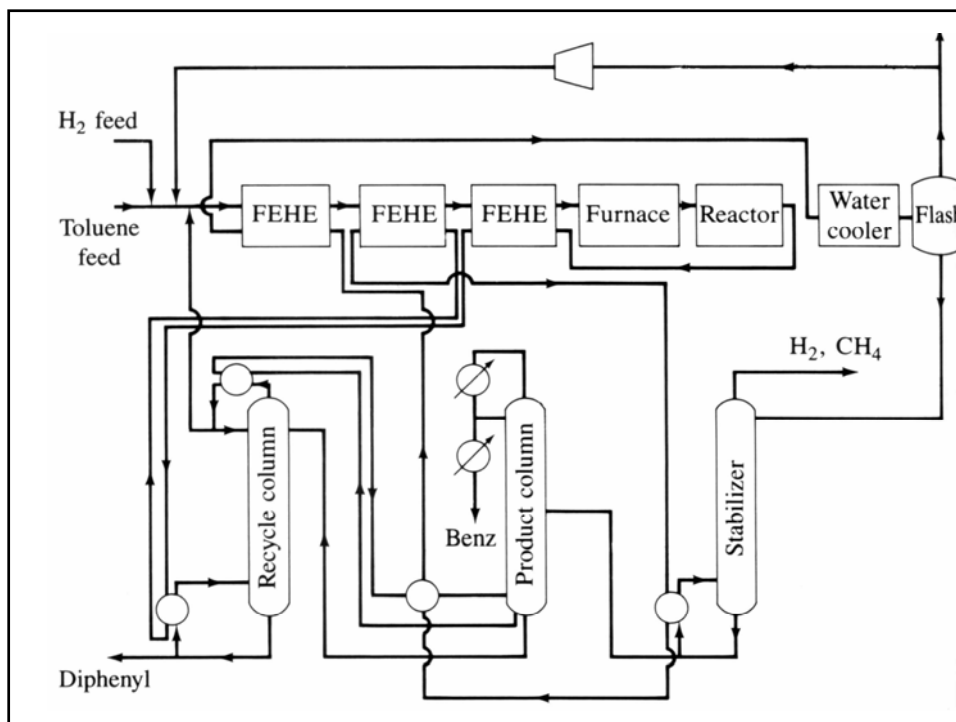 H₂ feed
Toluene
feed
FEHE
FEHE
FEHE
Furnace
Reactor
Water
cooler
Flash
H₂, CH₄
Recycle column
Product column
Stabilizer
Benz
Diphenyl